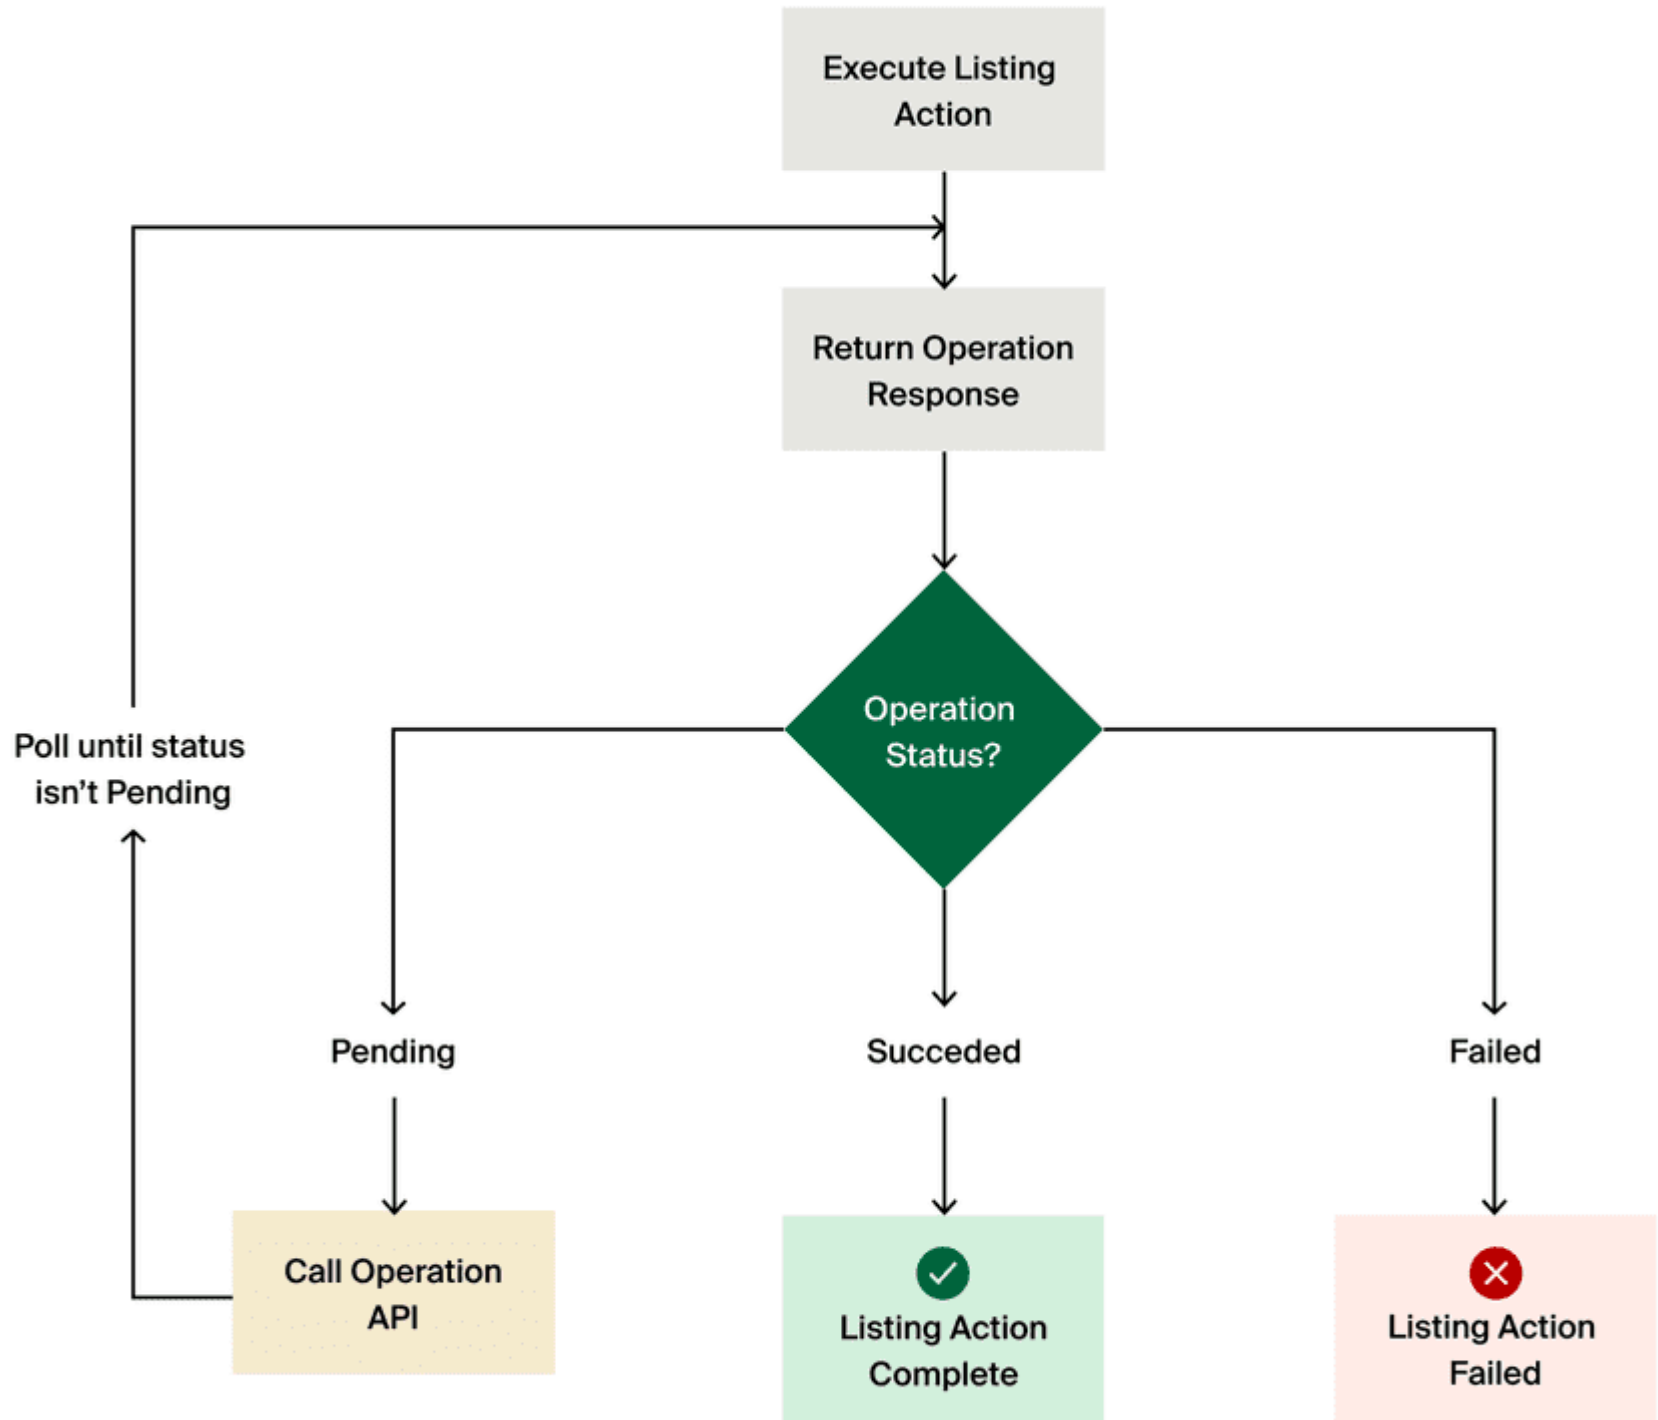 Execute Listing
Action
Return Operation
Response
Operation
Status?
Poll until status
isn't Pending
Pending
Succeded
Failed
Call Operation
API
Listing Action
Complete
Listing Action
Failed